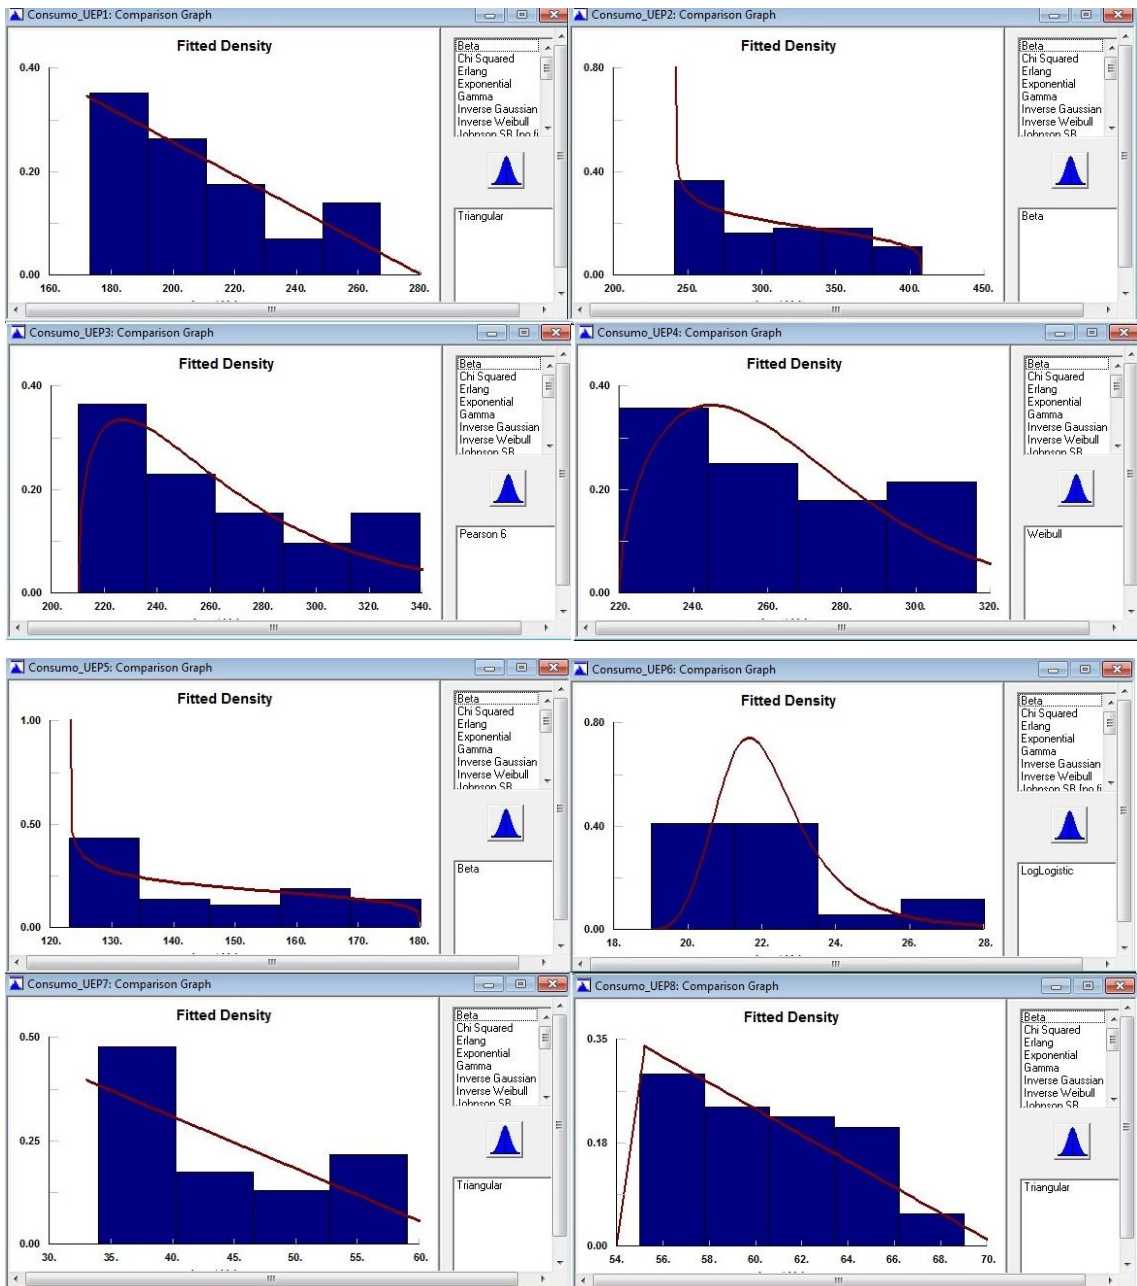 Consumo_UEP1: Comparison Graph
Fitted Density
0.40
0.20
0.00
160. 180. 200. 220. 240. 260. 280.
Beta
Chi Squared
Erlang
Exponential
Gamma
Inverse Gaussian
Inverse Weibull
Johnson SB [no fi
Triangular
Consumo_UEP2: Comparison Graph
Fitted Density
0.80
0.40
0.00
200. 250. 300. 350. 400. 450.
Beta
Chi Squared
Erlang
Exponential
Gamma
Inverse Gaussian
Inverse Weibull
Johnson SB
Beta
Consumo_UEP3: Comparison Graph
Fitted Density
0.40
0.20
0.00
200. 220. 240. 260. 280. 300. 320. 340.
Beta
Chi Squared
Erlang
Exponential
Gamma
Inverse Gaussian
Inverse Weibull
Johnson SB
Pearson 6
Consumo_UEP4: Comparison Graph
Fitted Density
0.40
0.20
0.00
220. 240. 260. 280. 300. 320.
Beta
Chi Squared
Erlang
Exponential
Gamma
Inverse Gaussian
Inverse Weibull
Johnson SB
Weibull
Consumo_UEP5: Comparison Graph
Fitted Density
1.00
0.50
0.00
120. 130. 140. 150. 160. 170. 180.
Beta
Chi Squared
Erlang
Exponential
Gamma
Inverse Gaussian
Inverse Weibull
Johnson SB
Beta
Consumo_UEP6: Comparison Graph
Fitted Density
0.80
0.40
0.00
18. 20. 22. 24. 26. 28.
Beta
Chi Squared
Erlang
Exponential
Gamma
Inverse Gaussian
Inverse Weibull
Johnson SB [no fi
LogLogistic
Consumo_UEP7: Comparison Graph
Fitted Density
0.50
0.25
0.00
30. 35. 40. 45. 50. 55. 60.
Beta
Chi Squared
Erlang
Exponential
Gamma
Inverse Gaussian
Inverse Weibull
Johnson SB
Triangular
Consumo_UEP8: Comparison Graph
Fitted Density
0.35
0.18
0.00
54. 56. 58. 60. 62. 64. 66. 68. 70.
Beta
Chi Squared
Erlang
Exponential
Gamma
Inverse Gaussian
Inverse Weibull
Johnson SB
Triangular